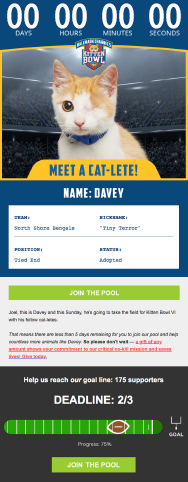 00 00 00 00
DAYS HOURS MINUTES SECONDS
HALLMARK CHANNEL'S
KITTEN
BOWL
MEET A CAT-LETE!
NAME: DAVEY
TEAM: NICKNAME:
North Shore Bengals "Tiny Terror"
POSITION: STATUS:
Tied End Adopted
JOIN THE POOL
Joel, this is Davey and this Sunday, he's going to take the field for Kitten Bowl VI
with his fellow cat-letes.
That means there are less than 5 days remaining for you to join our pool and help
countless more animals like Davey. So please don't wait — a gift of any
amount shows your commitment to our critical no-kill mission and saves
lives! Give today.
Help us reach our goal line: 175 supporters
DEADLINE: 2/3
GOAL
Progress: 75%
JOIN THE POOL